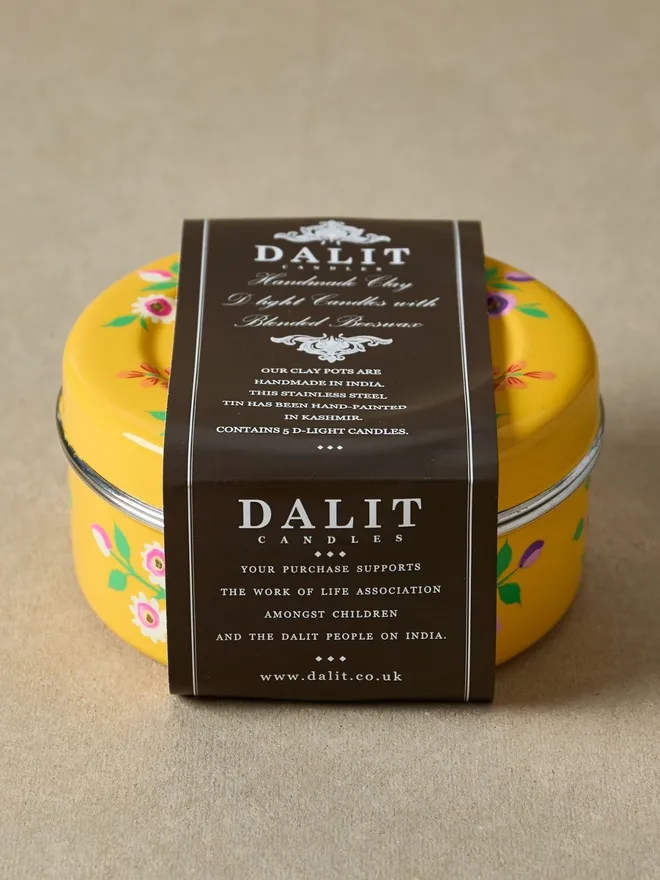 DALIT
CANDLES
Handmade Clay
D light Candles with
Blended Beeswax
OUR CLAY POTS ARE
HANDMADE IN INDIA.
THIS STAINLESS STEEL
TIN HAS BEEN HAND-PAINTED
IN KASHMIR.
CONTAINS 5 D-LIGHT CANDLES.
DALIT
CANDLES
YOUR PURCHASE SUPPORTS
THE WORK OF LIFE ASSOCIATION
AMONGST CHILDREN
AND THE DALIT PEOPLE ON INDIA.
www.dalit.co.uk